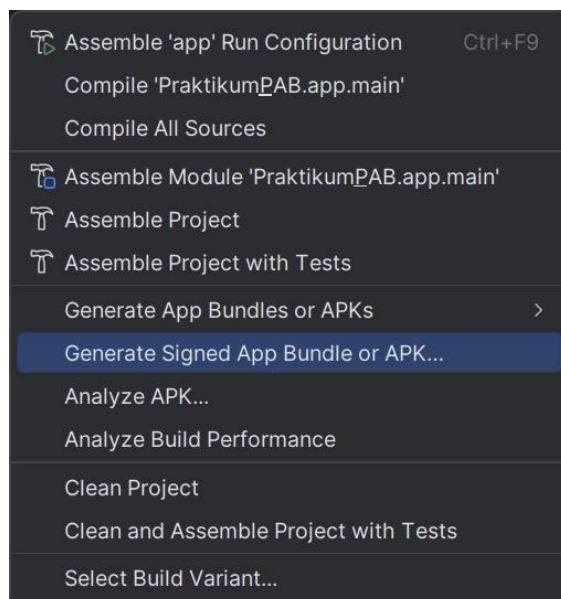 Assemble 'app' Run Configuration Ctrl+F9
Compile 'PraktikumPAB.app.main'
Compile All Sources
Assemble Module 'PraktikumPAB.app.main'
Assemble Project
Assemble Project with Tests
Generate App Bundles or APKs
Generate Signed App Bundle or APK...
Analyze APK...
Analyze Build Performance
Clean Project
Clean and Assemble Project with Tests
Select Build Variant...